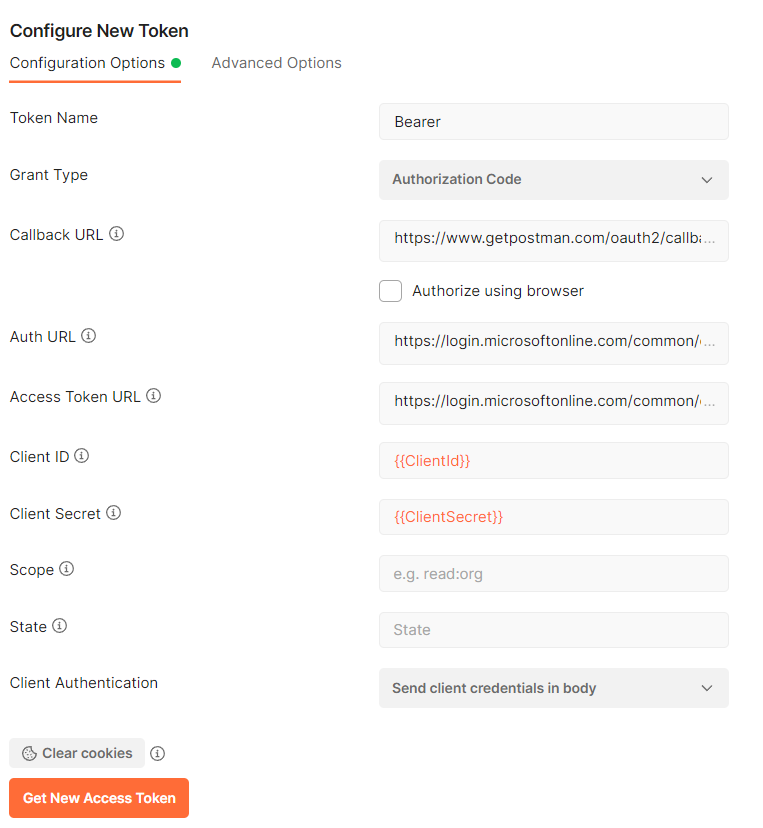 Configure New Token
Configuration Options Advanced Options
Token Name Bearer
Grant Type Authorization Code
Callback URL https://www.getpostman.com/oauth2/callba...
Authorize using browser
Auth URL https://login.microsoftonline.com/common/...
Access Token URL https://login.microsoftonline.com/common/...
Client ID {{ClientId}}
Client Secret {{ClientSecret}}
Scope e.g. read:org
State State
Client Authentication Send client credentials in body
Clear cookies
Get New Access Token